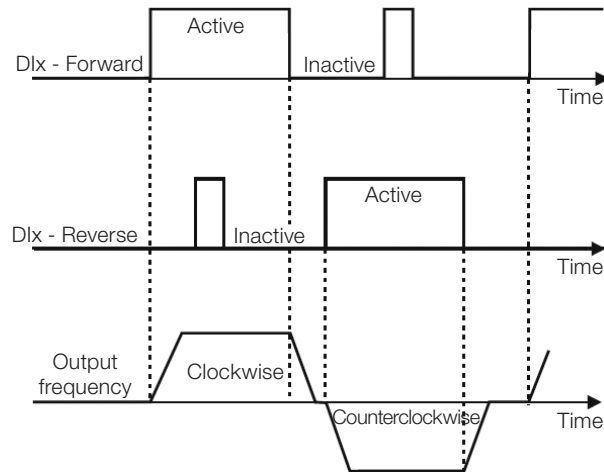 Active
DIx - Forward
Inactive
Time
Active
DIx - Reverse
Inactive
Time
Output
frequency
Clockwise
Counterclockwise
Time